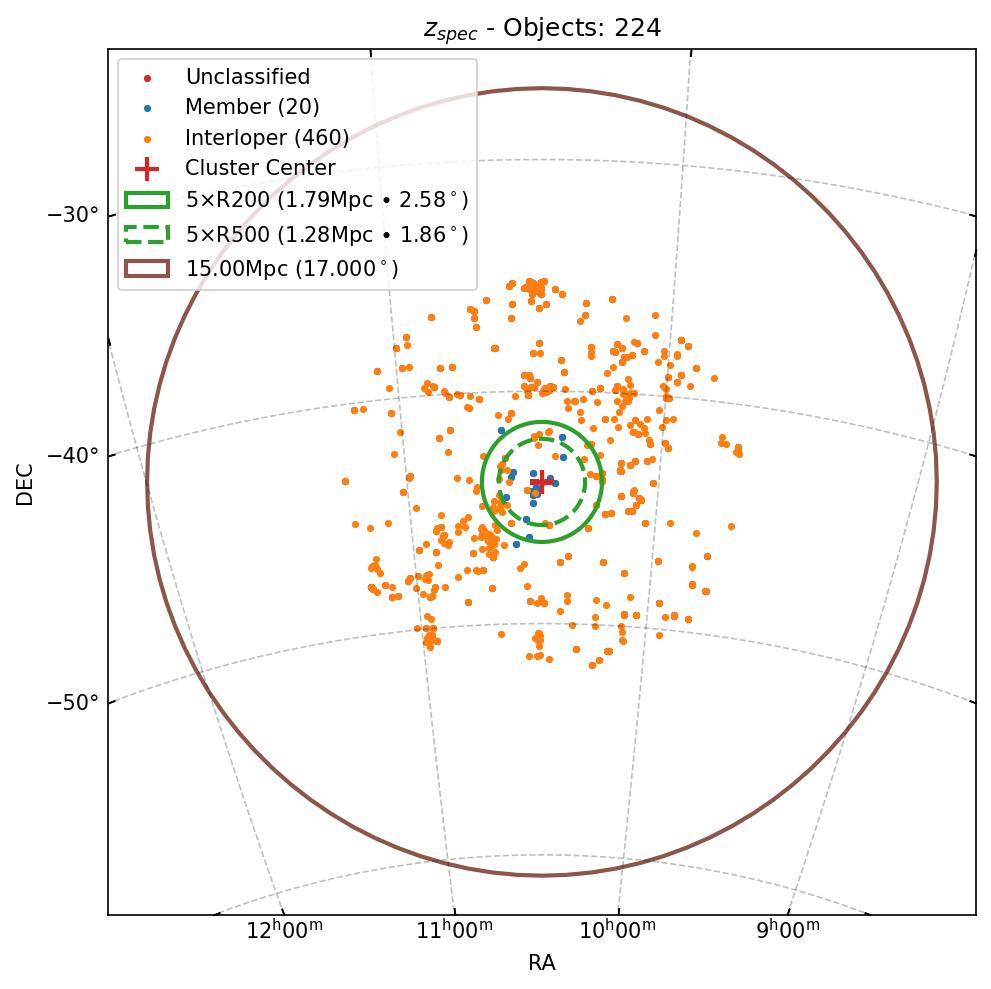 z_spec - Objects: 224
Unclassified
Member (20)
Interloper (460)
Cluster Center
5×R200 (1.79Mpc • 2.58°)
5×R500 (1.28Mpc • 1.86°)
15.00Mpc (17.000°)
−30°
−40°
−50°
DEC
12ʰ00ᵐ 11ʰ00ᵐ 10ʰ00ᵐ 9ʰ00ᵐ
RA